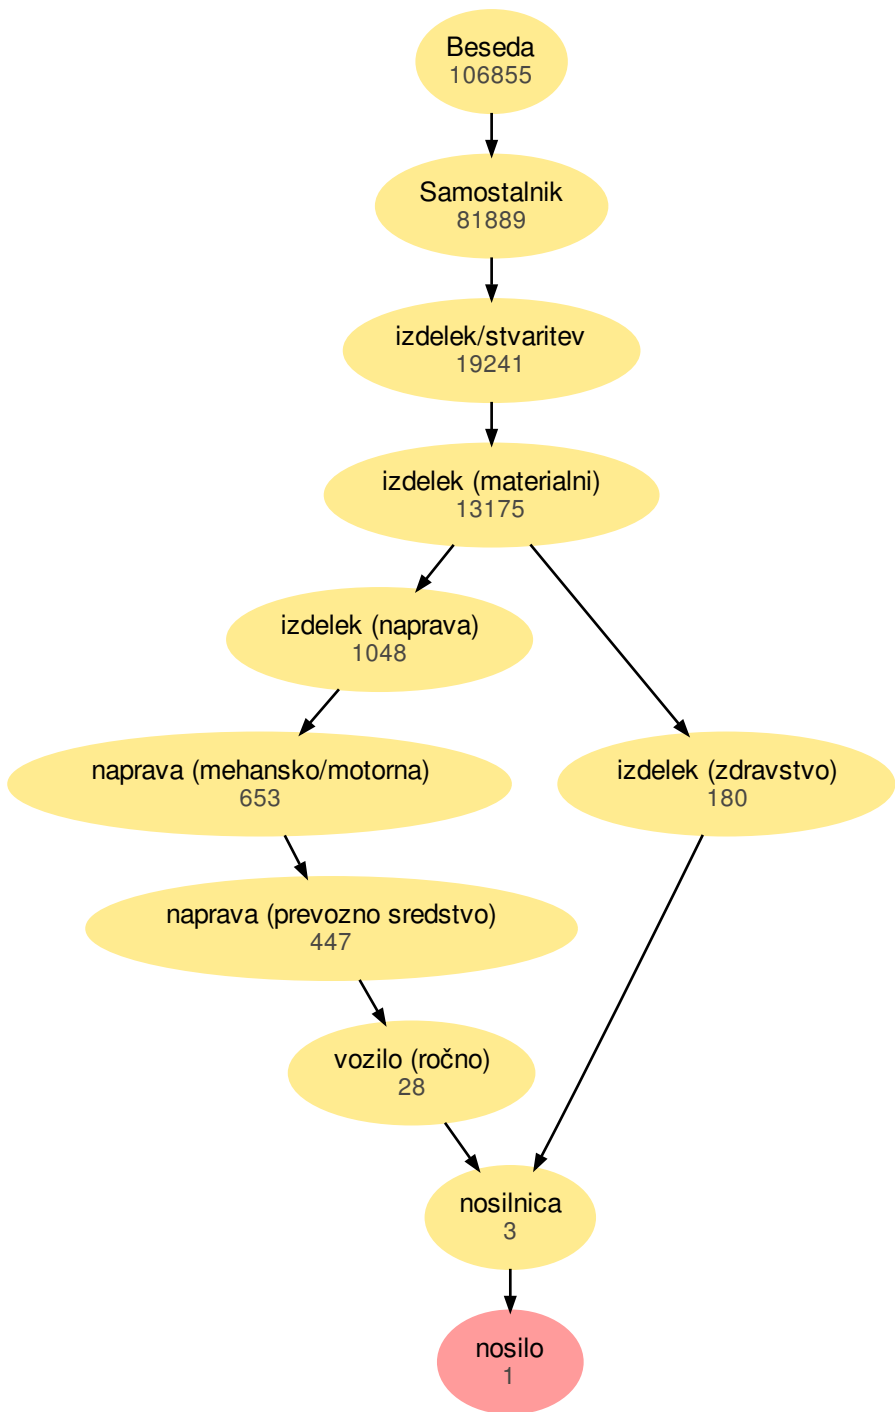 Beseda
106855
Samostalnik
81889
izdelek/stvaritev
19241
izdelek (materialni)
13175
izdelek (naprava)
1048
naprava (mehansko/motorna)
653
izdelek (zdravstvo)
180
naprava (prevozno sredstvo)
447
vozilo (ročno)
28
nosilnica
3
nosilo
1